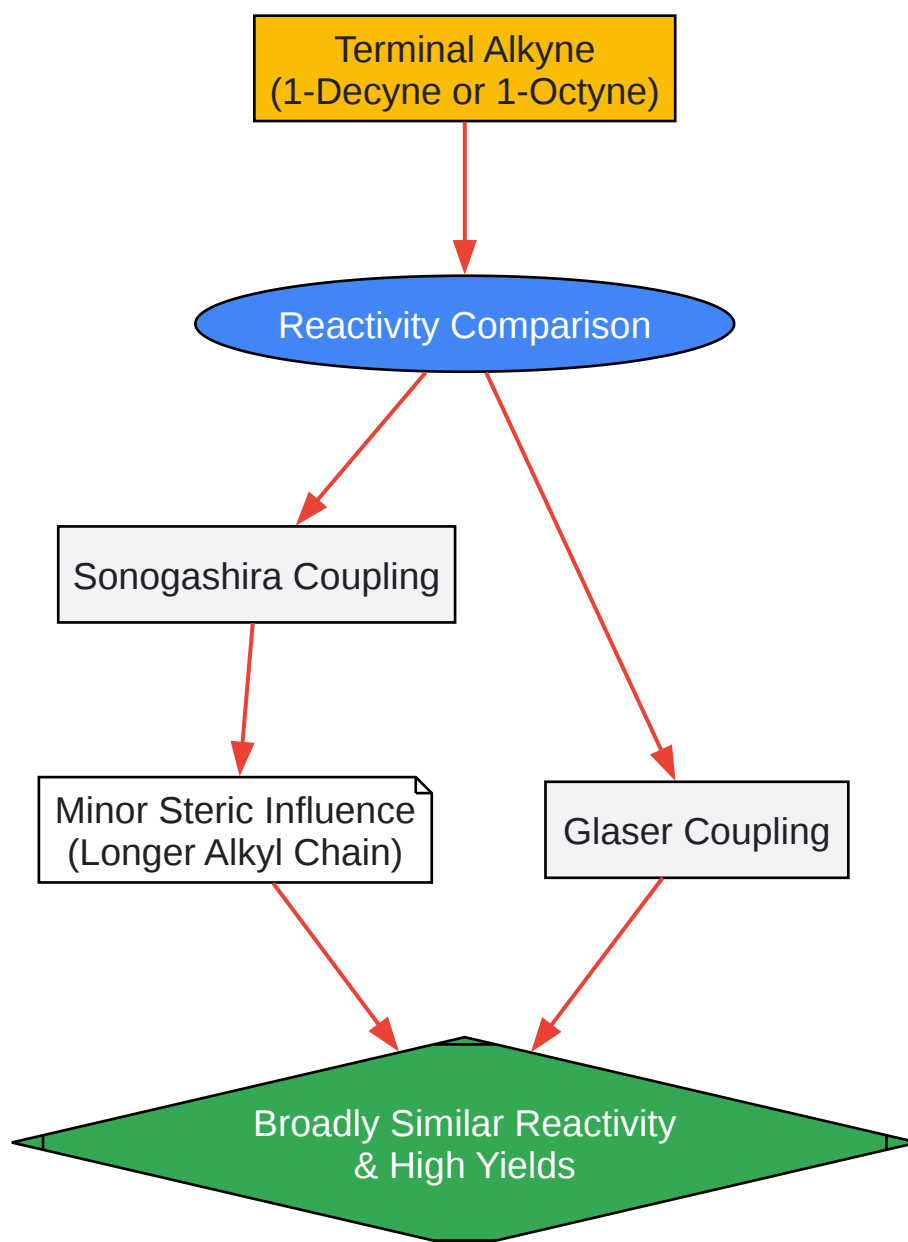 Terminal Alkyne
(1-Decyne or 1-Octyne)
Reactivity Comparison
Sonogashira Coupling
Minor Steric Influence
(Longer Alkyl Chain)
Glaser Coupling
Broadly Similar Reactivity
& High Yields